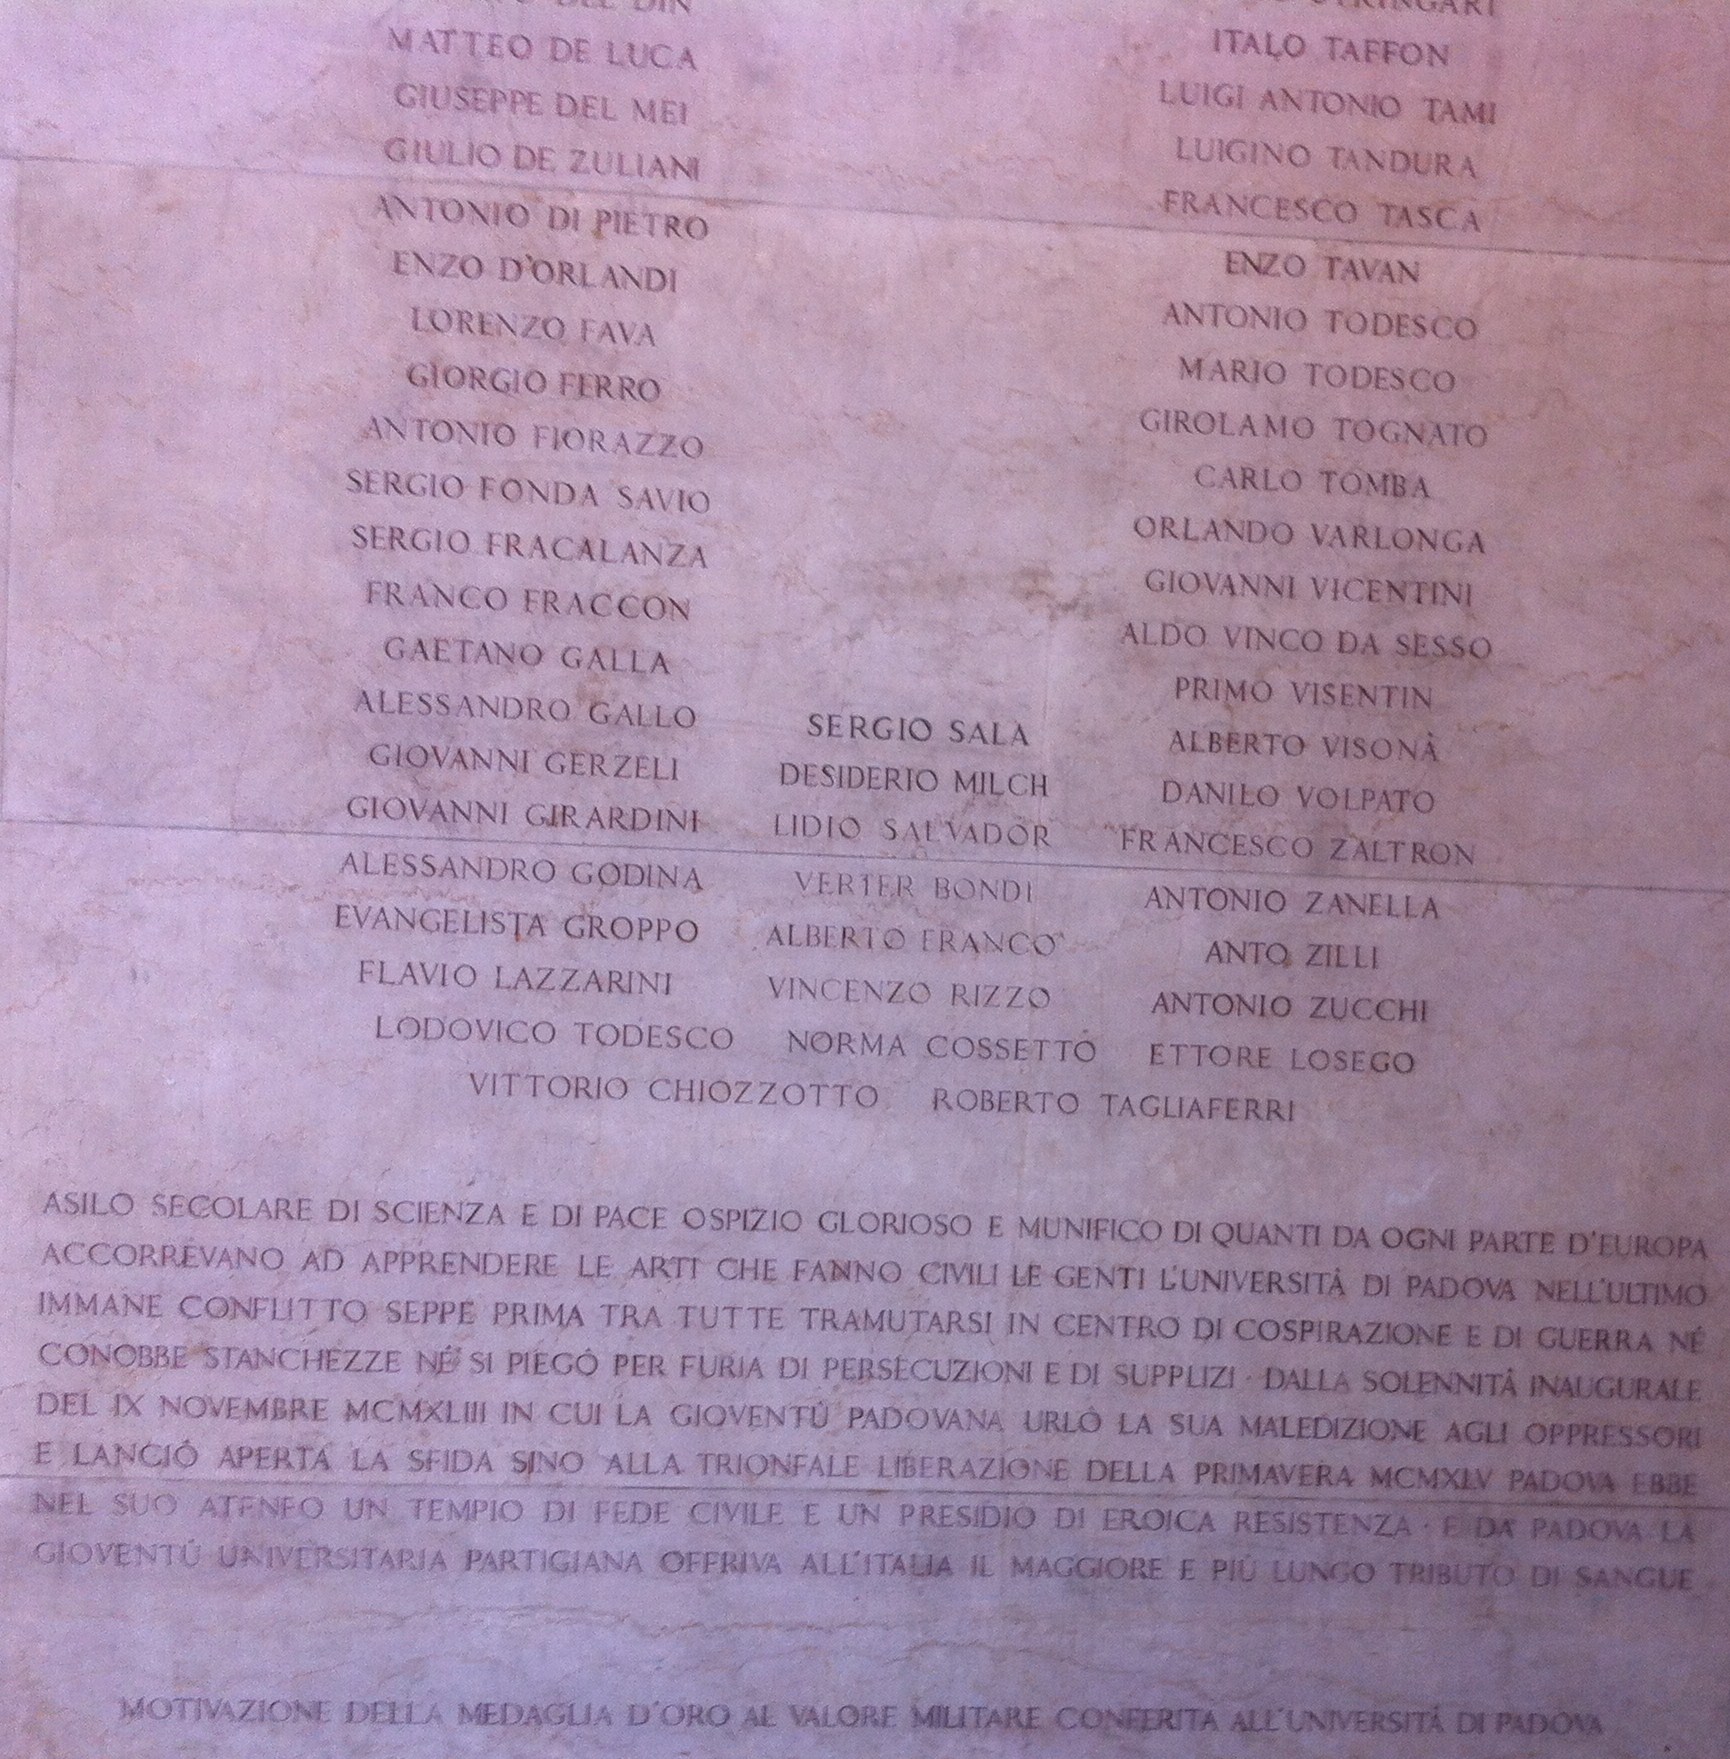 DEL DIN
MATTEO DE LUCA
GIUSEPPE DEL MEI
GIULIO DE ZULIANI
ANTONIO DI PIETRO
ENZO D'ORLANDI
LORENZO FAVA
GIORGIO FERRO
ANTONIO FIORAZZO
SERGIO FONDA SAVIO
SERGIO FRACALANZA
FRANCO FRACCON
GAETANO GALLA
ALESSANDRO GALLO
GIOVANNI GERZELI
GIOVANNI GIRARDINI
ALESSANDRO GODINA
EVANGELISTA GROPPO
FLAVIO LAZZARINI
LODOVICO TODESCO
SERGIO SALA
DESIDERIO MILCH
LIDIO SALVADOR
VERTER BONDI
ALBERTO FRANCO
VINCENZO RIZZO
NORMA COSSETTO
STRINGARI
ITALO TAFFON
LUIGI ANTONIO TAMI
LUIGINO TANDURA
FRANCESCO TASCA
ENZO TAVAN
ANTONIO TODESCO
MARIO TODESCO
GIROLAMO TOGNATO
CARLO TOMBA
ORLANDO VARLONGA
GIOVANNI VICENTINI
ALDO VINCO DA SESSO
PRIMO VISENTIN
ALBERTO VISONÀ
DANILO VOLPATO
FRANCESCO ZALTRON
ANTONIO ZANELLA
ANTO ZILLI
ANTONIO ZUCCHI
ETTORE LOSEGO
VITTORIO CHIOZZOTTO ROBERTO TAGLIAFERRI
ASILO SECOLARE DI SCIENZA E DI PACE OSPIZIO GLORIOSO E MUNIFICO DI QUANTI DA OGNI PARTE D'EUROPA
ACCORREVANO AD APPRENDERE LE ARTI CHE FANNO CIVILI LE GENTI L'UNIVERSITÀ DI PADOVA NELL'ULTIMO
IMMANE CONFLITTO SEPPE PRIMA TRA TUTTE TRAMUTARSI IN CENTRO DI COSPIRAZIONE E DI GUERRA NÉ
CONOBBE STANCHEZZE NÉ SI PIEGÒ PER FURIA DI PERSECUZIONI E DI SUPPLIZI · DALLA SOLENNITÀ INAUGURALE
DEL IX NOVEMBRE MCMXLIII IN CUI LA GIOVENTÙ PADOVANA URLÒ LA SUA MALEDIZIONE AGLI OPPRESSORI
E LANCIÒ APERTA LA SFIDA SINO ALLA TRIONFALE LIBERAZIONE DELLA PRIMAVERA MCMXLV PADOVA EBBE
NEL SUO ATENEO UN TEMPIO DI FEDE CIVILE E UN PRESIDIO DI EROICA RESISTENZA · E DA PADOVA LA
GIOVENTÙ UNIVERSITARIA PARTIGIANA OFFRIVA ALL'ITALIA IL MAGGIORE E PIÙ LUNGO TRIBUTO DI SANGUE
MOTIVAZIONE DELLA MEDAGLIA D'ORO AL VALORE MILITARE CONFERITA ALL'UNIVERSITÀ DI PADOVA